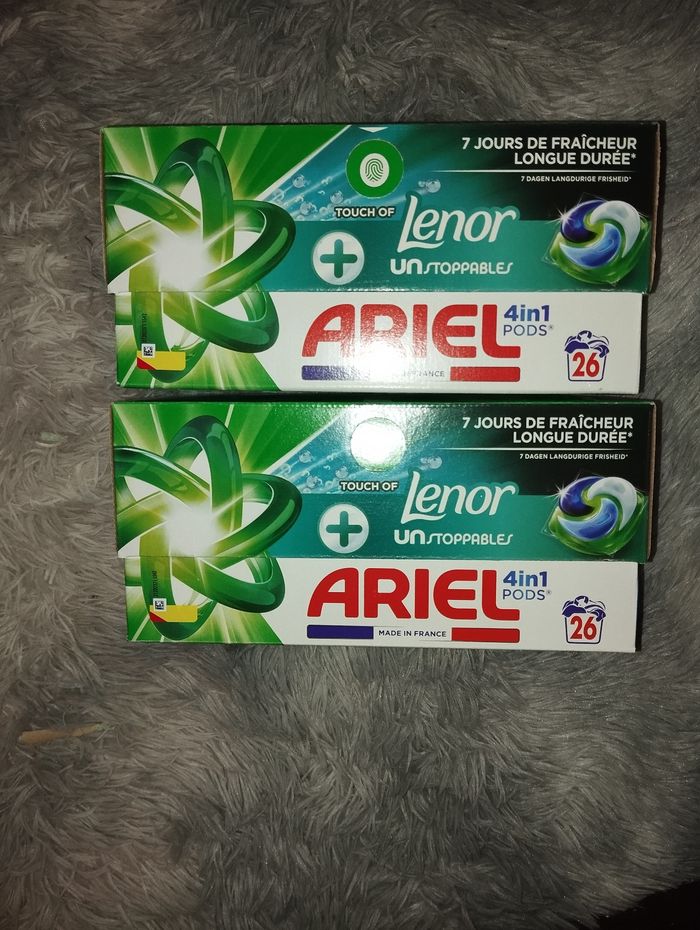 7 JOURS DE FRAÎCHEUR
LONGUE DURÉE*
7 DAGEN LANGDURIGE FRISHEID*
TOUCH OF
Lenor
UNSTOPPABLES
ARIEL
4in1
PODS®
26
FRANCE
7 JOURS DE FRAÎCHEUR
LONGUE DURÉE*
7 DAGEN LANGDURIGE FRISHEID*
TOUCH OF
Lenor
UNSTOPPABLES
ARIEL
4in1
PODS®
26
MADE IN FRANCE